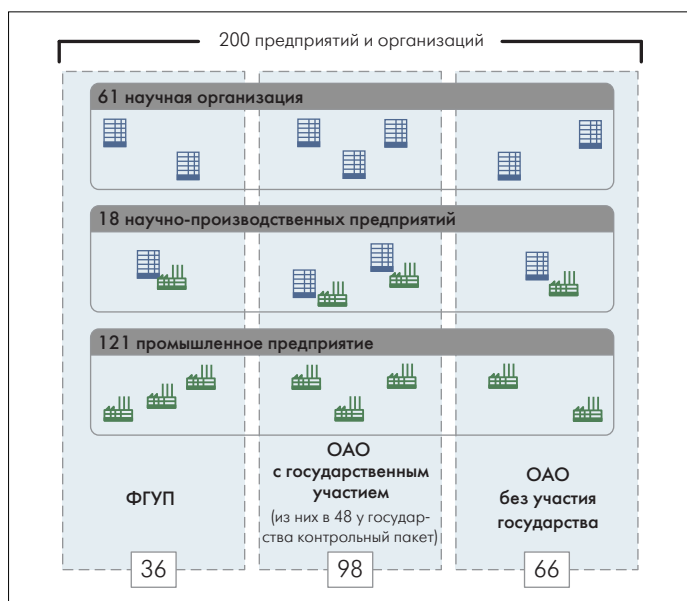 200 предприятий и организаций
61 научная организация
18 научно-производственных предприятий
121 промышленное предприятие
ФГУП
ОАО
с государственным
участием
(из них в 48 у государ-
ства контрольный пакет)
ОАО
без участия
государства
36
98
66